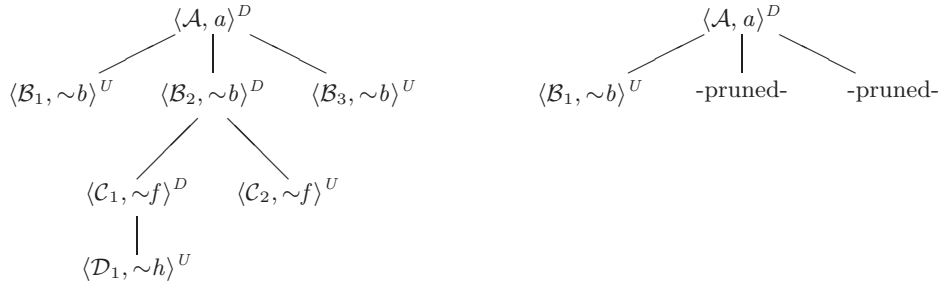 ⟨𝒜, a⟩^D ⟨𝒜, a⟩^D
⟨ℬ₁, ∼b⟩^U ⟨ℬ₂, ∼b⟩^D ⟨ℬ₃, ∼b⟩^U ⟨ℬ₁, ∼b⟩^U -pruned- -pruned-
⟨𝒞₁, ∼f⟩^D ⟨𝒞₂, ∼f⟩^U
⟨𝒟₁, ∼h⟩^U